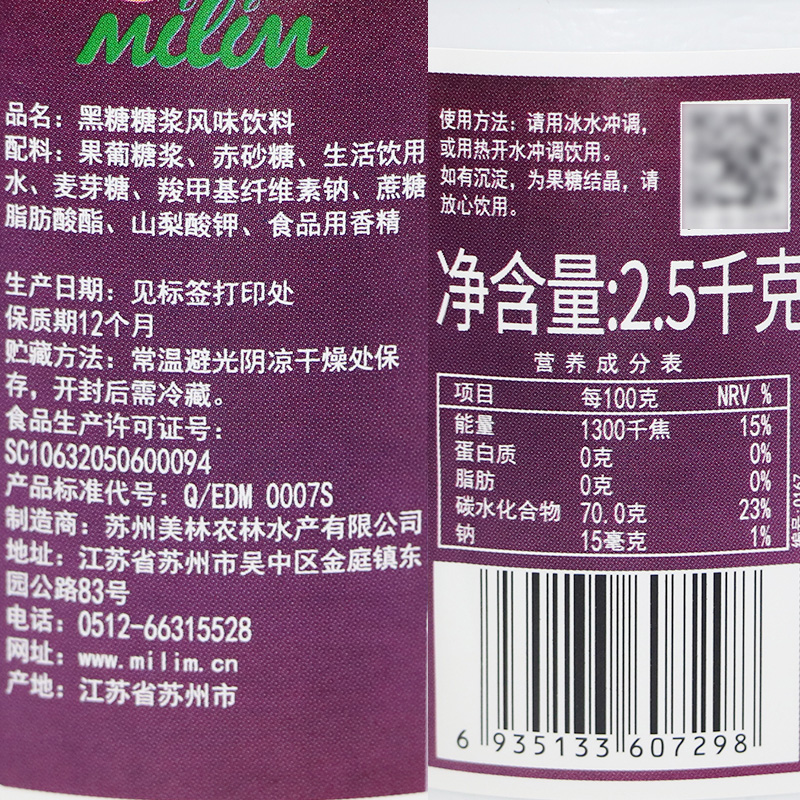 milim
品名：黑糖糖浆风味饮料
配料：果葡糖浆、赤砂糖、生活饮用
水、麦芽糖、羧甲基纤维素钠、蔗糖
脂肪酸酯、山梨酸钾、食品用香精
生产日期：见标签打印处
保质期12个月
贮藏方法：常温避光阴凉干燥处保
存，开封后需冷藏。
食品生产许可证号：
SC10632050600094
产品标准代号：Q/EDM 0007S
制造商：苏州美林农林水产有限公司
地址：江苏省苏州市吴中区金庭镇东
园公路83号
电话：0512-66315528
网址：www.milim.cn
产地：江苏省苏州市
使用方法：请用冰水冲调，
或用热开水冲调饮用。
如有沉淀，为果糖结晶，请
放心饮用。
净含量:2.5千克
营养成分表
项目 每100克 NRV %
能量 1300千焦 15%
蛋白质 0克 0%
脂肪 0克 0%
碳水化合物 70.0克 23%
钠 15毫克 1%
6 935133 607298